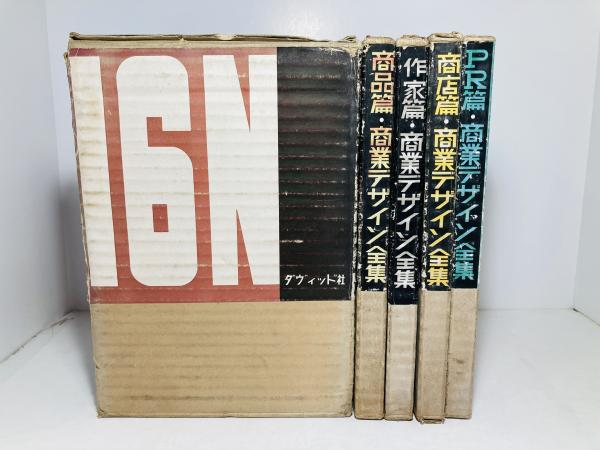 IGN
ダヴィッド社
商品篇・商業デザイン全集
作家篇・商業デザイン全集
商店篇・商業デザイン全集
PR篇・商業デザイン全集